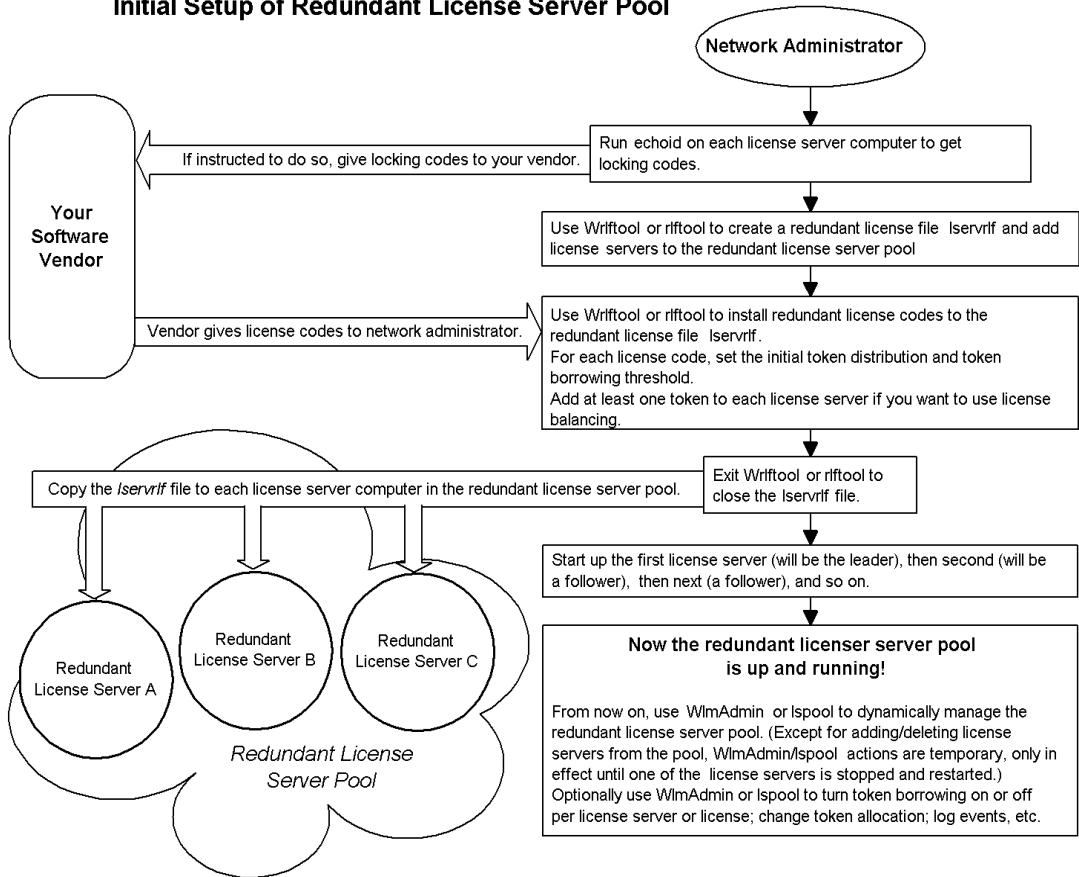 Initial Setup of Redundant License Server Pool
Network Administrator
Run echoid on each license server computer to get
locking codes.
If instructed to do so, give locking codes to your vendor.
Your
Software
Vendor
Use Wrlftool or rlftool to create a redundant license file lservrlf and add
license servers to the redundant license server pool
Vendor gives license codes to network administrator.
Use Wrlftool or rlftool to install redundant license codes to the
redundant license file lservrlf.
For each license code, set the initial token distribution and token
borrowing threshold.
Add at least one token to each license server if you want to use license
balancing.
Exit Wrlftool or rlftool to
close the lservrlf file.
Copy the lservrlf file to each license server computer in the redundant license server pool.
Start up the first license server (will be the leader), then second (will be
a follower), then next (a follower), and so on.
Redundant
License Server A
Redundant
License Server B
Redundant
License Server C
Redundant License
Server Pool
Now the redundant licenser server pool
is up and running!
From now on, use WlmAdmin or lspool to dynamically manage the
redundant license server pool. (Except for adding/deleting license
servers from the pool, WlmAdmin/lspool actions are temporary, only in
effect until one of the license servers is stopped and restarted.)
Optionally use WlmAdmin or lspool to turn token borrowing on or off
per license server or license; change token allocation; log events, etc.